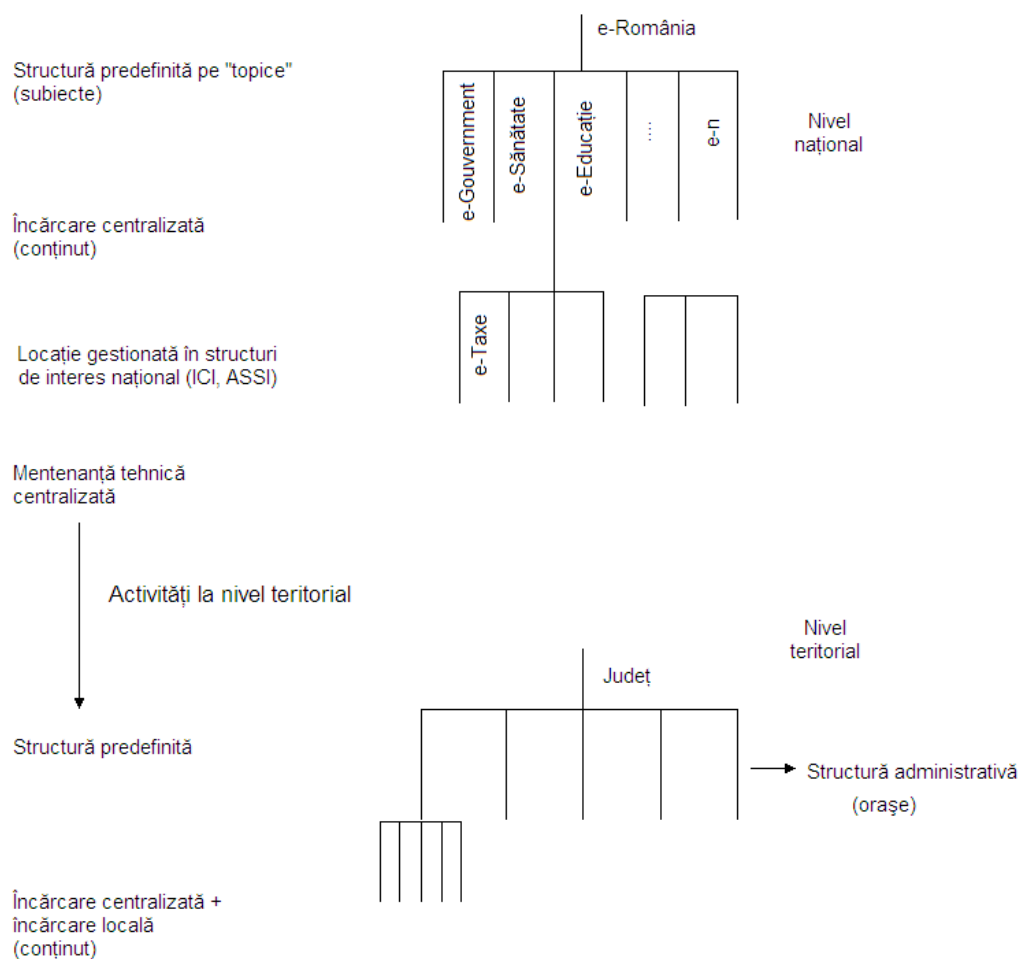 e-România
Structură predefinită pe "topice"
(subiecte)
e-Gouvernment
e-Sănătate
e-Educație
....
e-n
Nivel
național
Încărcare centralizată
(conținut)
e-Taxe
Locație gestionată în structuri
de interes național (ICI, ASSI)
Mentenanță tehnică
centralizată
Activități la nivel teritorial
Nivel
teritorial
Județ
Structură predefinită
Structură administrativă
(oraşe)
Încărcare centralizată +
încărcare locală
(conținut)